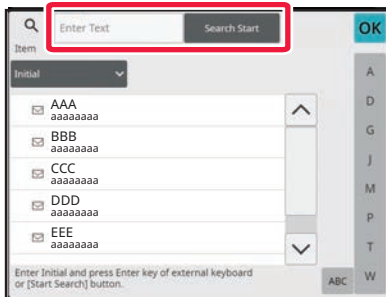 Enter Text Search Start OK
Item
Initial
AAA
aaaaaaaa
BBB
aaaaaaaa
CCC
aaaaaaaa
DDD
aaaaaaaa
EEE
aaaaaaaa
Enter Initial and press Enter key of external keyboard
or [Start Search] button.
ABC
A
D
G
J
M
P
T
W